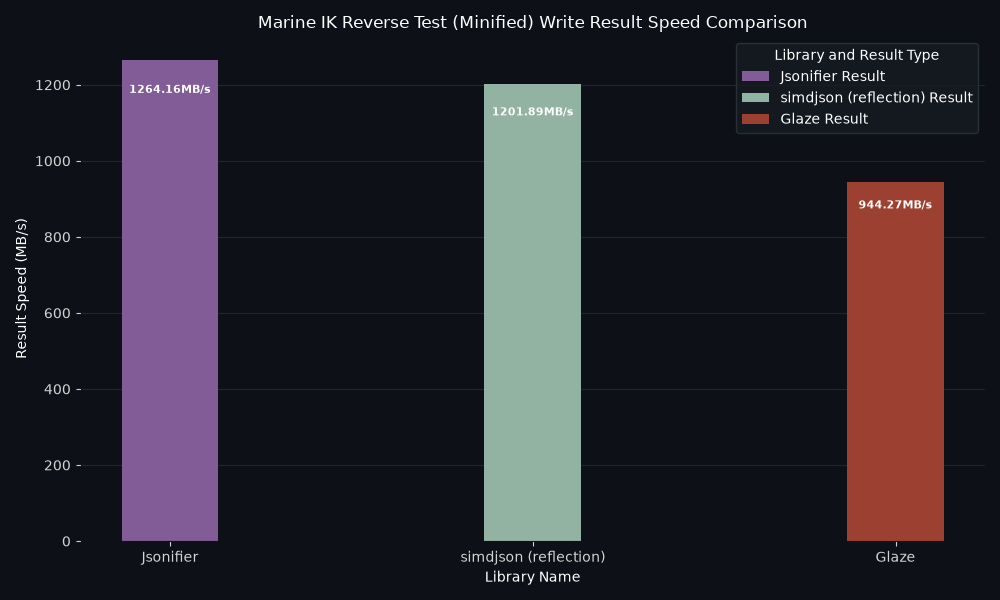 Marine IK Reverse Test (Minified) Write Result Speed Comparison
Library and Result Type
Jsonifier Result
simdjson (reflection) Result
Glaze Result
1264.16MB/s
1201.89MB/s
944.27MB/s
Result Speed (MB/s)
1200
1000
800
600
400
200
0
Jsonifier
simdjson (reflection)
Glaze
Library Name